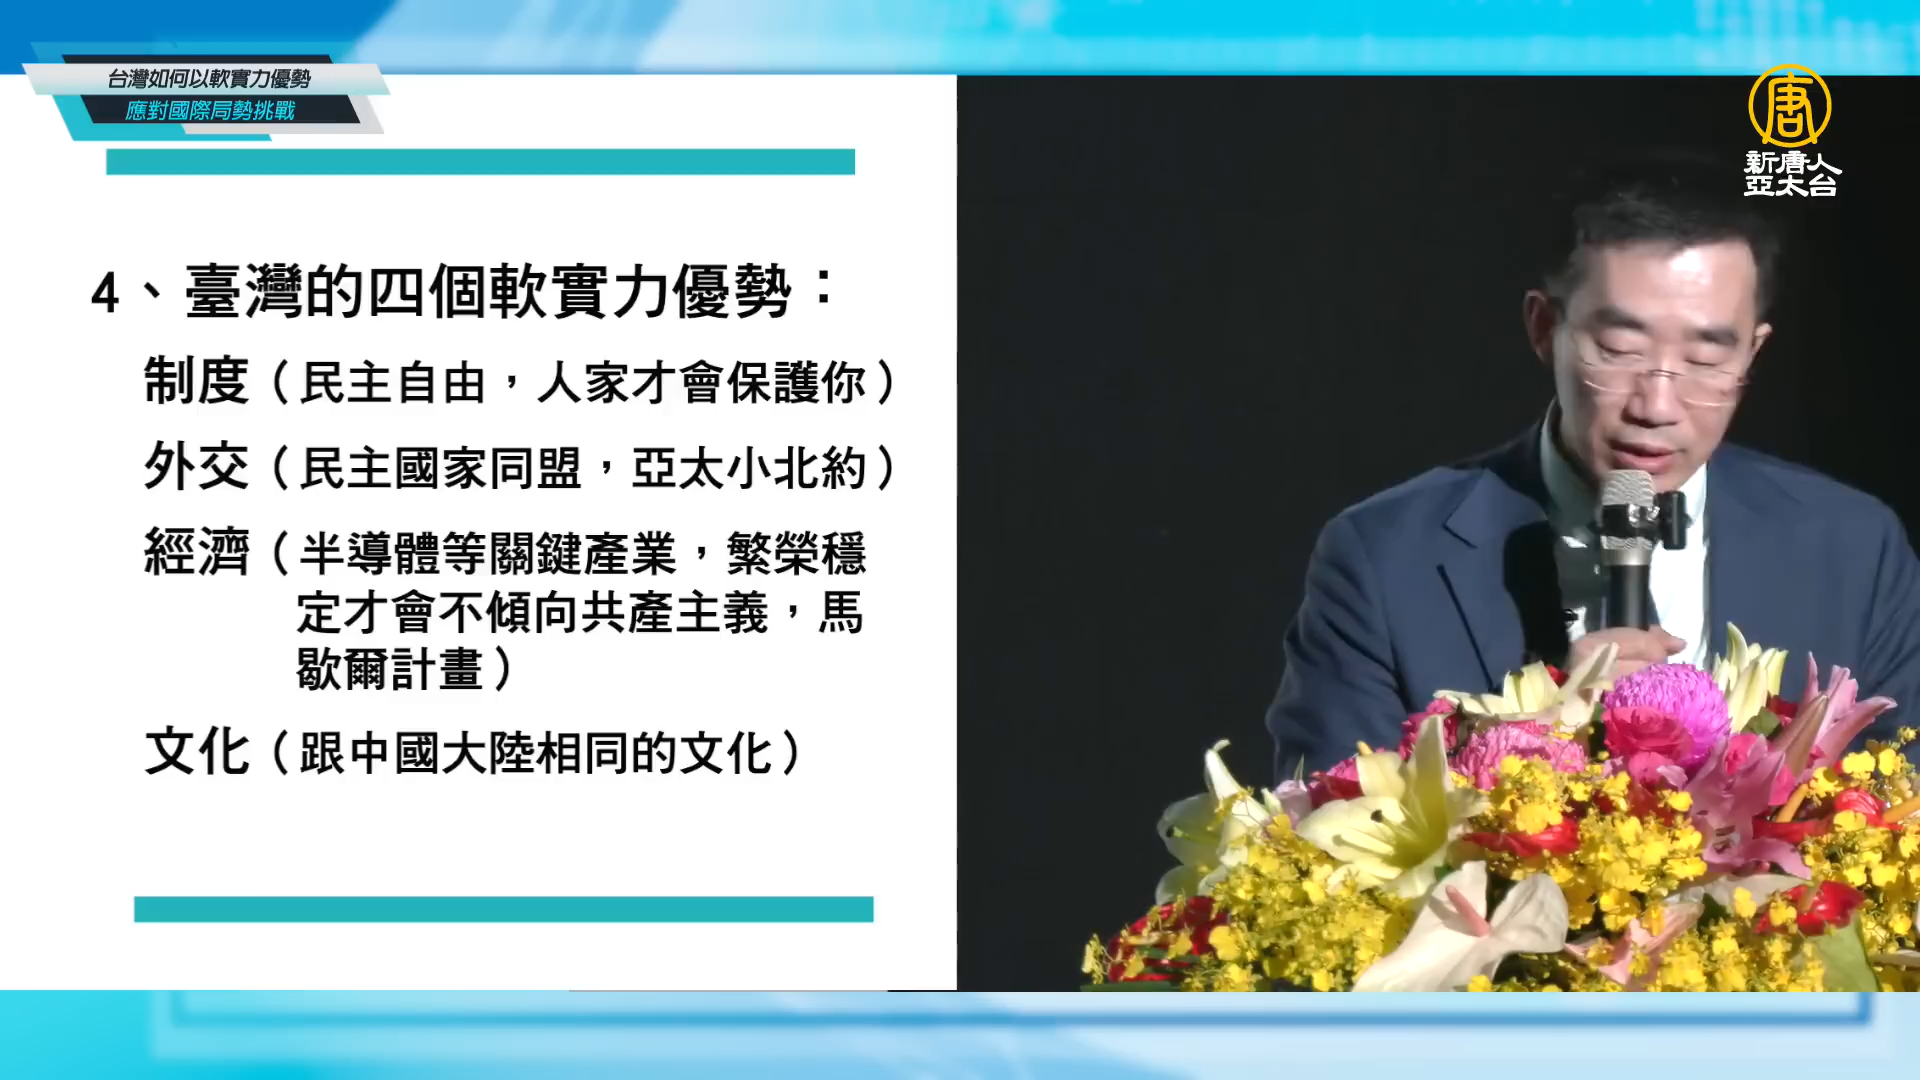 台灣如何以軟實力優勢
應對國際局勢挑戰
4、臺灣的四個軟實力優勢：
制度（民主自由，人家才會保護你）
外交（民主國家同盟，亞太小北約）
經濟（半導體等關鍵產業，繁榮穩
定才會不傾向共產主義，馬
歇爾計畫）
文化（跟中國大陸相同的文化）
唐
新唐人
亞太台